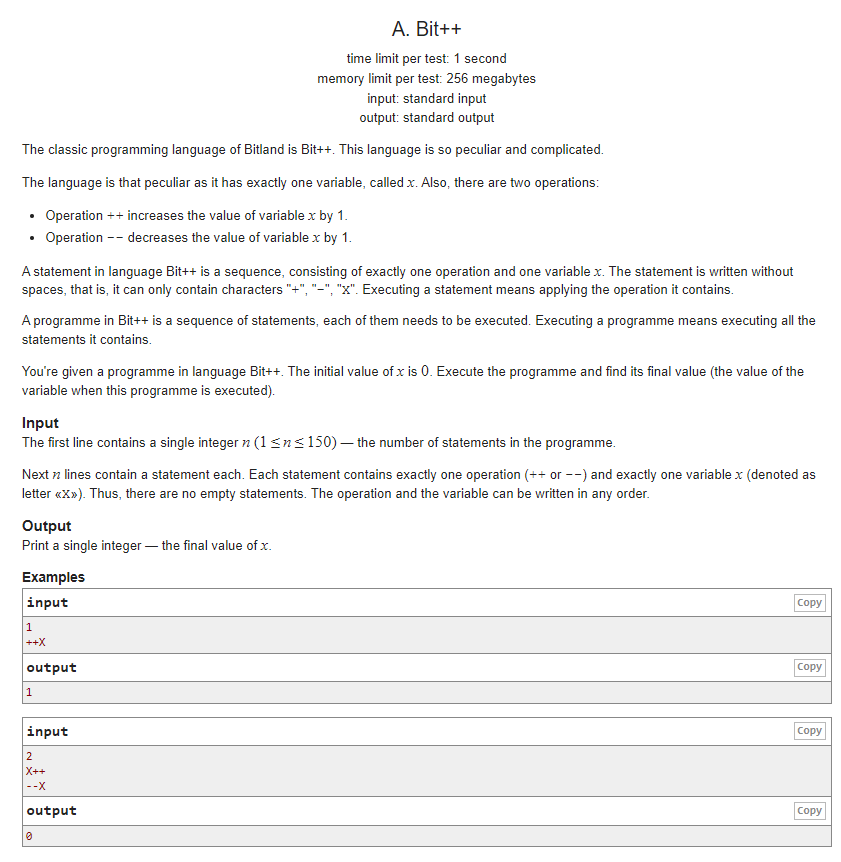 A. Bit++
time limit per test: 1 second
memory limit per test: 256 megabytes
input: standard input
output: standard output
The classic programming language of Bitland is Bit++. This language is so peculiar and complicated.
The language is that peculiar as it has exactly one variable, called x. Also, there are two operations:
• Operation ++ increases the value of variable x by 1.
• Operation -- decreases the value of variable x by 1.
A statement in language Bit++ is a sequence, consisting of exactly one operation and one variable x. The statement is written without
spaces, that is, it can only contain characters "+", "-", "X". Executing a statement means applying the operation it contains.
A programme in Bit++ is a sequence of statements, each of them needs to be executed. Executing a programme means executing all the
statements it contains.
You're given a programme in language Bit++. The initial value of x is 0. Execute the programme and find its final value (the value of the
variable when this programme is executed).
Input
The first line contains a single integer n (1 ≤ n ≤ 150) — the number of statements in the programme.
Next n lines contain a statement each. Each statement contains exactly one operation (++ or --) and exactly one variable x (denoted as
letter «X»). Thus, there are no empty statements. The operation and the variable can be written in any order.
Output
Print a single integer — the final value of x.
Examples
input Copy
1
++X
output Copy
1
input Copy
2
X++
--X
output Copy
0